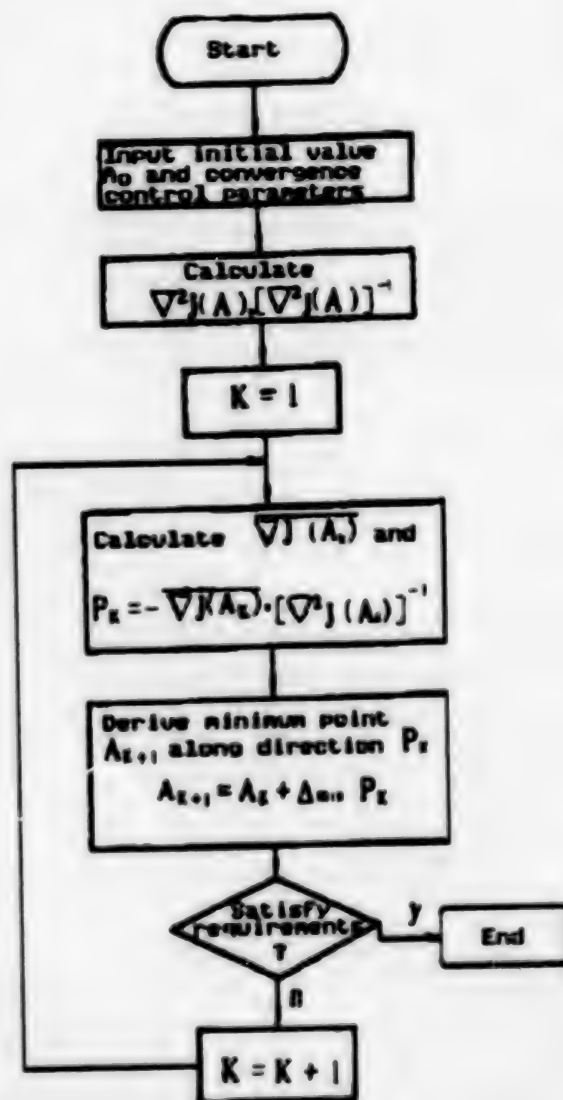 Start
Input initial value
A₀ and convergence
control parameters
Calculate
∇²J(A),[∇²J(A)]⁻¹
K = 1
Calculate ∇J(Aₖ) and
Pₖ = -∇J(Aₖ)·[∇²J(Aₒ)]⁻¹
Derive minimum point
Aₖ₊₁ along direction Pₖ
Aₖ₊₁ = Aₖ + Δₘᵢₙ Pₖ
Satisfy
requirements
?
y
End
n
K = K + 1